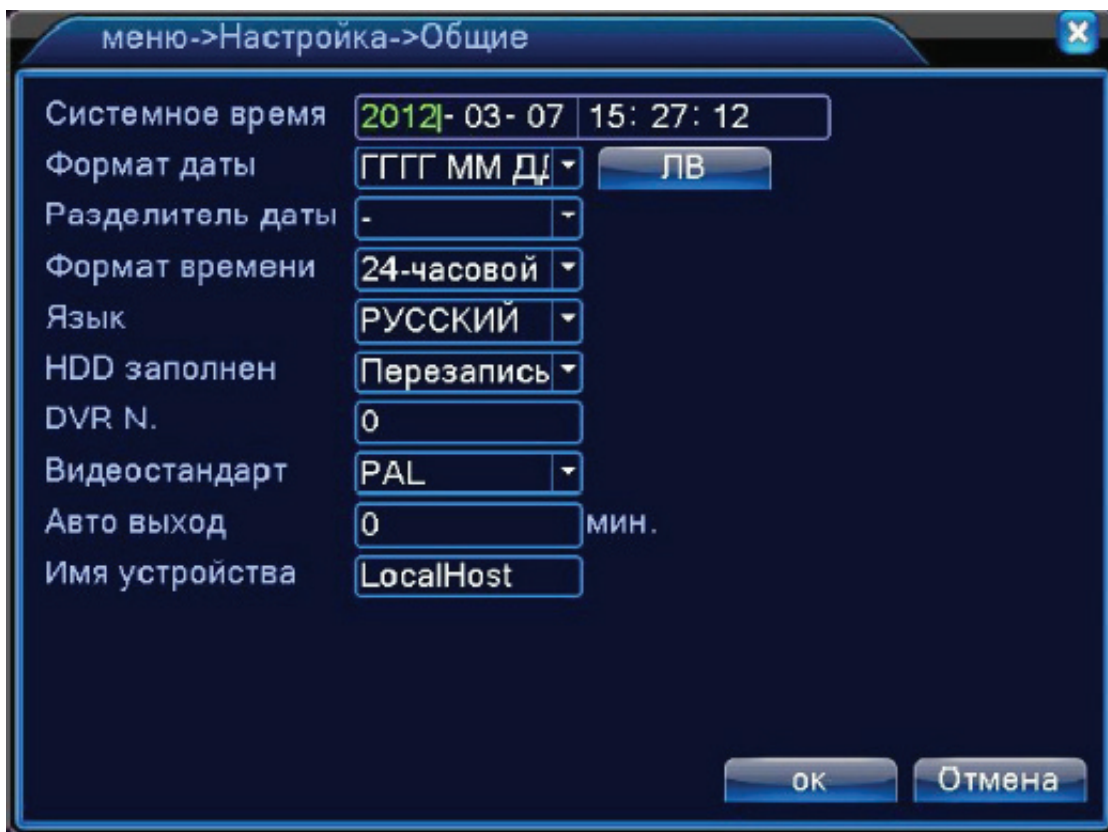 меню->Настройка->Общие
Системное время 2012- 03- 07 15: 27: 12
Формат даты ГГГГ ММ ДД ЛВ
Разделитель даты -
Формат времени 24-часовой
Язык РУССКИЙ
HDD заполнен Перезапись
DVR N. 0
Видеостандарт PAL
Авто выход 0 мин.
Имя устройства LocalHost
ок Отмена